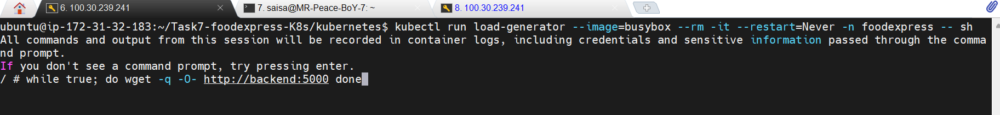 6. 100.30.239.241 7. saisa@MR-Peace-BoY-7: ~ 8. 100.30.239.241
ubuntu@ip-172-31-32-183:~/Task7-foodexpress-K8s/kubernetes$ kubectl run load-generator --image=busybox --rm -it --restart=Never -n foodexpress -- sh
All commands and output from this session will be recorded in container logs, including credentials and sensitive information passed through the comma
nd prompt.
If you don't see a command prompt, try pressing enter.
/ # while true; do wget -q -O- http://backend:5000 done